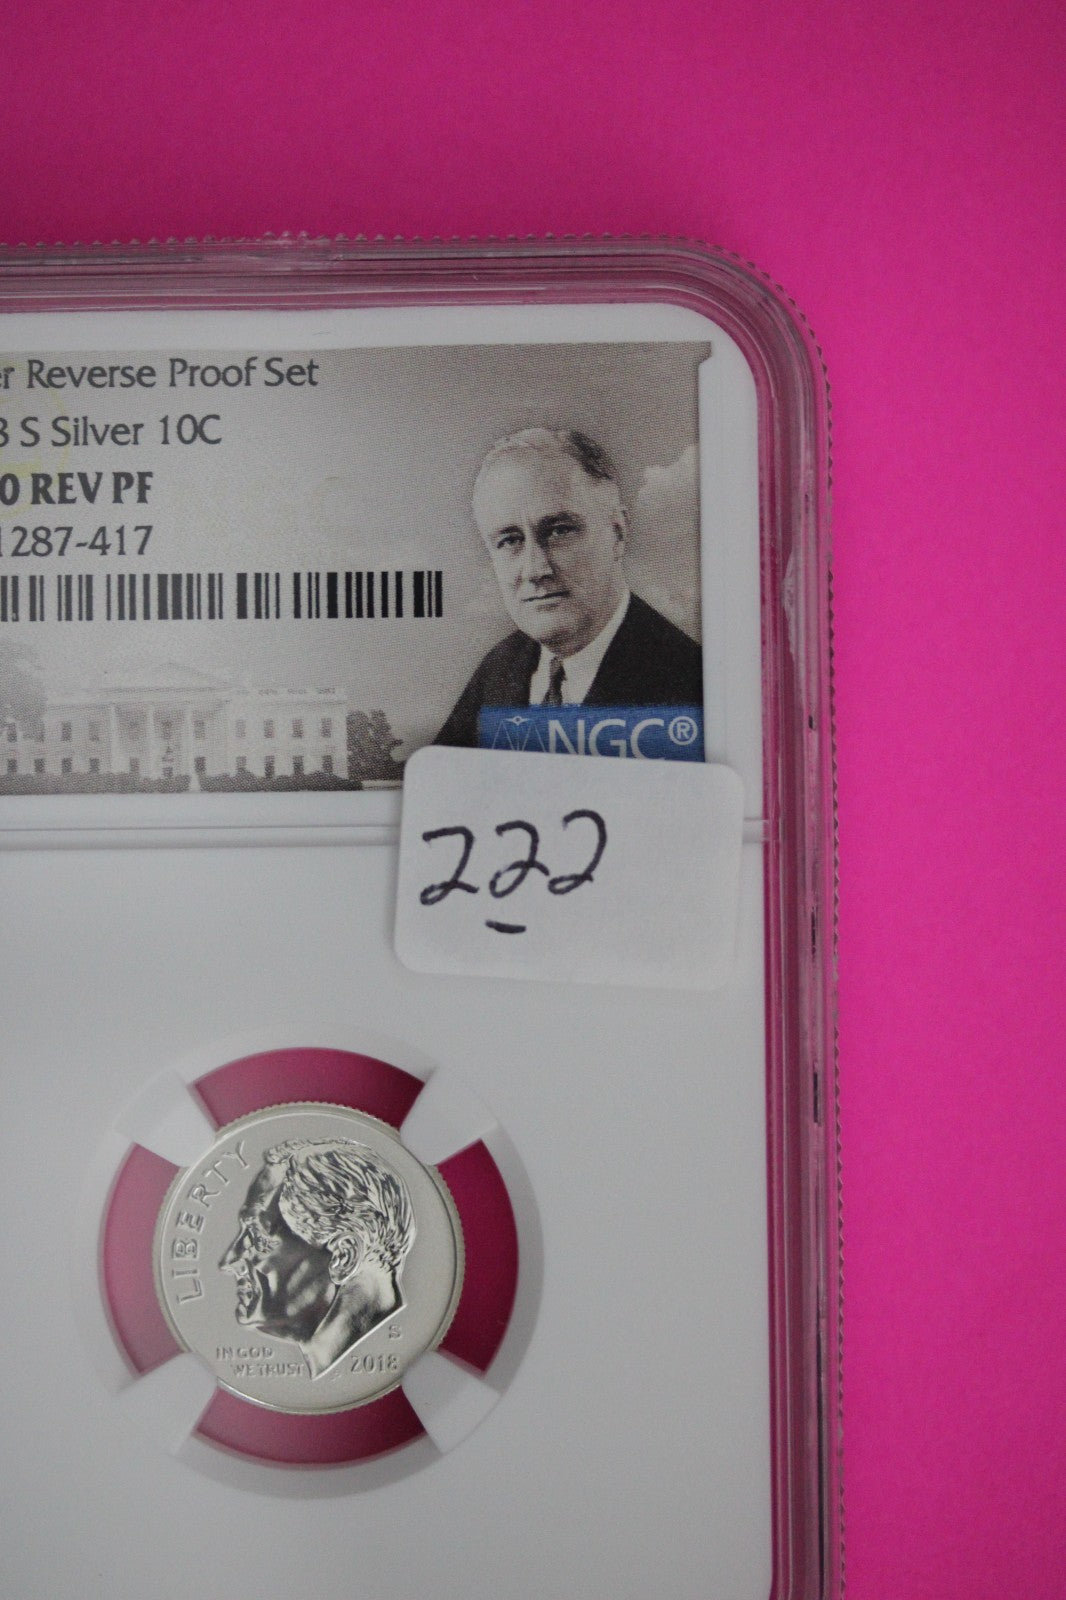 r Reverse Proof Set
8 S Silver 10C
0 REV PF
1287-417
NGC®
222
LIBERTY
S
IN GOD
WE TRUST
2018